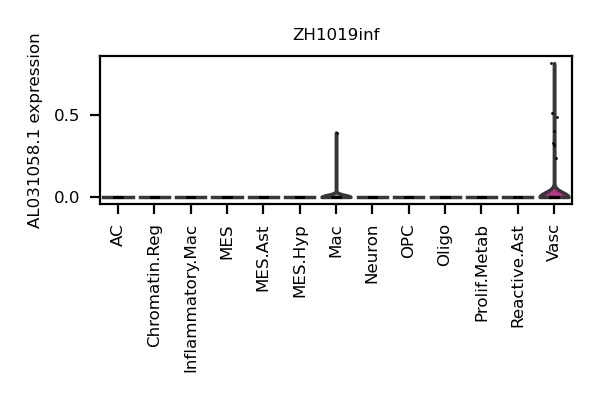 ZH1019inf
AL031058.1 expression
0.5
0.0
AC
Chromatin.Reg
Inflammatory.Mac
MES
MES.Ast
MES.Hyp
Mac
Neuron
OPC
Oligo
Prolif.Metab
Reactive.Ast
Vasc